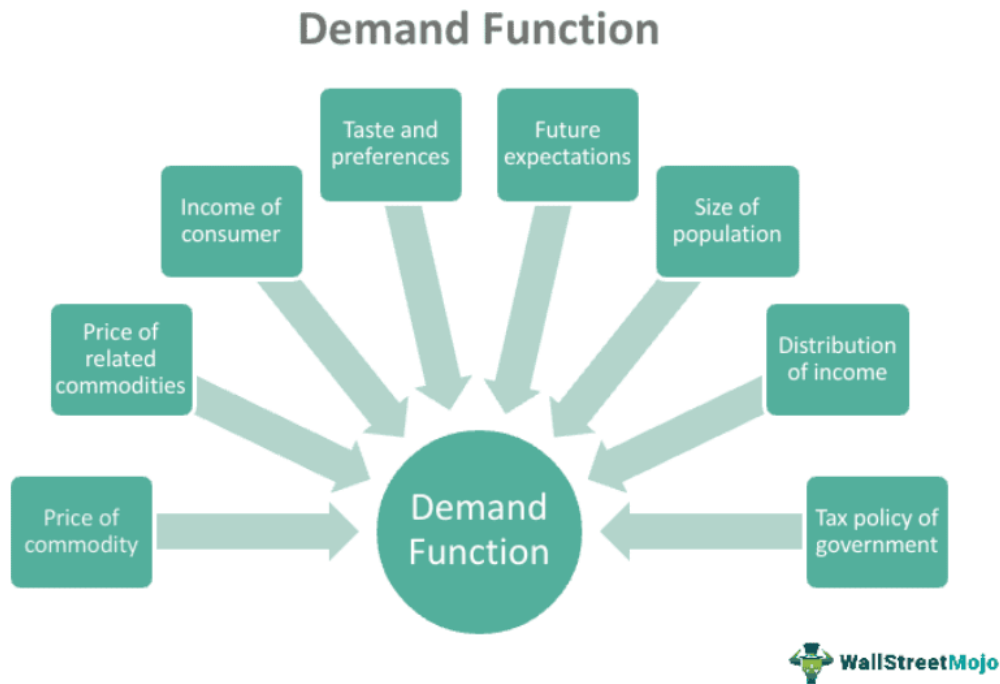 Demand Function
Taste and
preferences
Future
expectations
Income of
consumer
Size of
population
Price of
related
commodities
Distribution
of income
Price of
commodity
Demand
Function
Tax policy of
government
WallStreetMojo